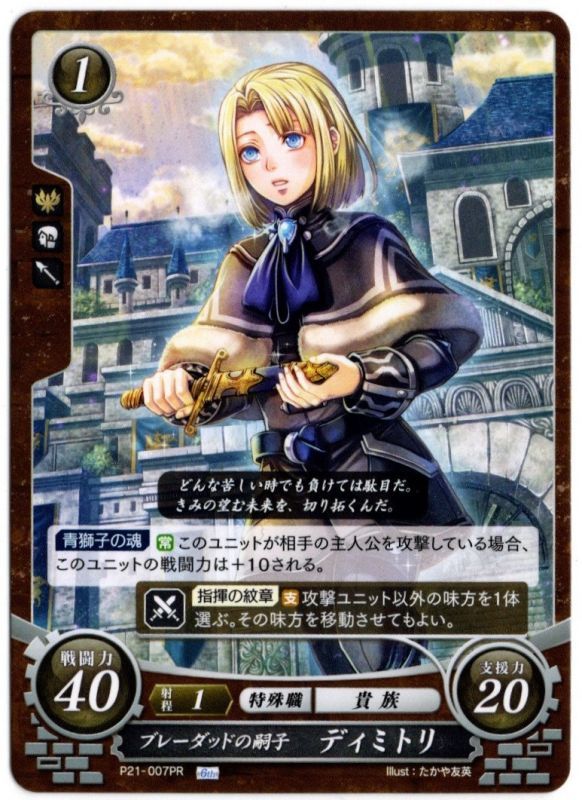 1
どんな苦しい時でも負けては駄目だ。
きみの望む未来を、切り拓くんだ。
青獅子の魂 常 このユニットが相手の主人公を攻撃している場合、
このユニットの戦闘力は+10される。
指揮の紋章 支 攻撃ユニット以外の味方を1体
選ぶ。その味方を移動させてもよい。
戦闘力
40
射程 1
特殊職 貴族
支援力
20
ブレーダッドの嗣子 ディミトリ
P21-007PR 6th Illust:たかや友英